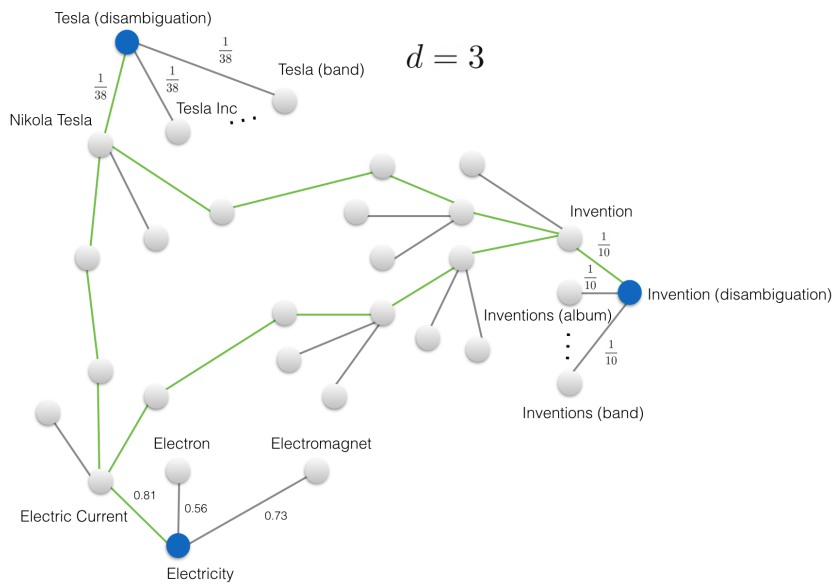 Tesla (disambiguation)
d = 3
1/38
1/38
1/38
Tesla (band)
Tesla Inc
...
Nikola Tesla
Invention
1/10
1/10
Invention (disambiguation)
Inventions (album)
1/10
Inventions (band)
Electron
Electromagnet
0.81
0.56
0.73
Electric Current
Electricity